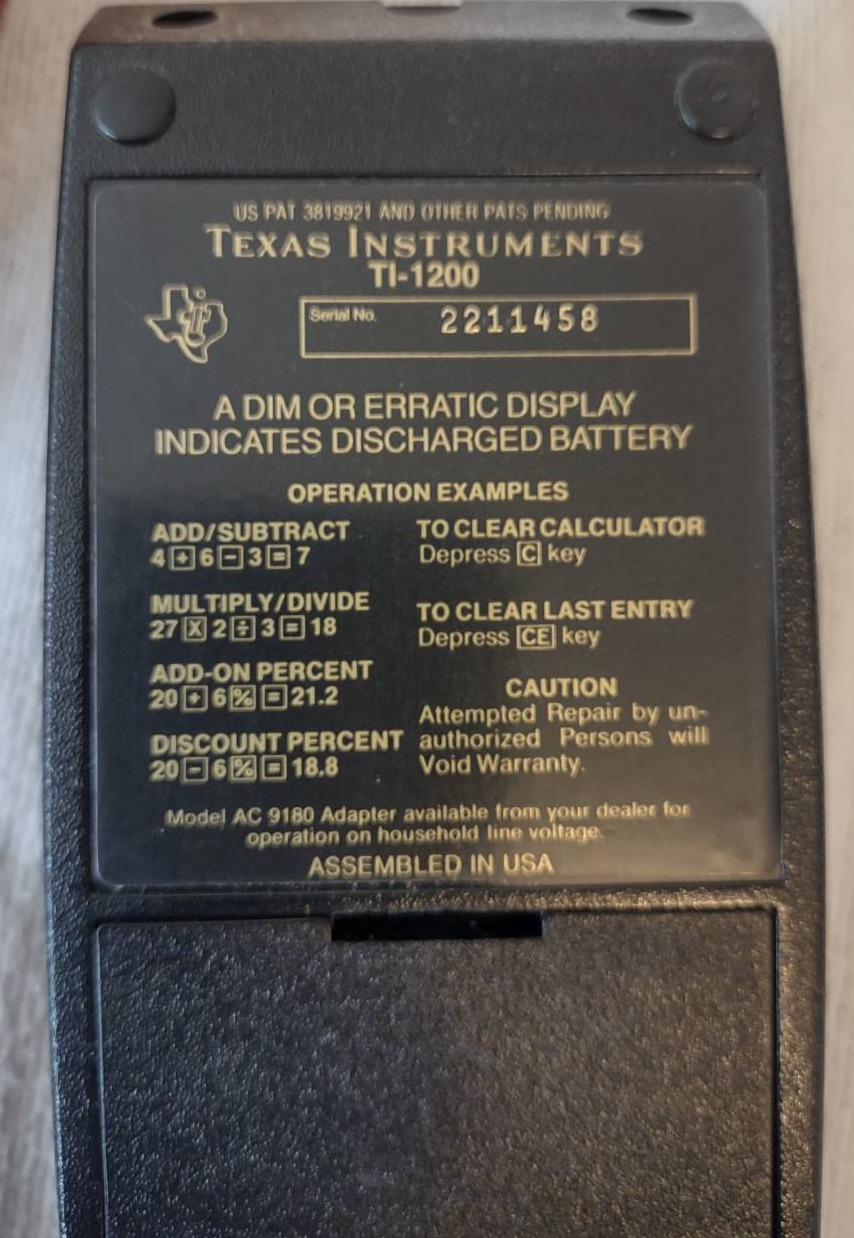 US PAT 3819921 AND OTHER PATS PENDING
TEXAS INSTRUMENTS
TI-1200
Serial No. 2211458
A DIM OR ERRATIC DISPLAY
INDICATES DISCHARGED BATTERY
OPERATION EXAMPLES
ADD/SUBTRACT
4 + 6 − 3 = 7
TO CLEAR CALCULATOR
Depress C key
MULTIPLY/DIVIDE
27 X 2 ÷ 3 = 18
TO CLEAR LAST ENTRY
Depress CE key
ADD-ON PERCENT
20 + 6 % = 21.2
DISCOUNT PERCENT
20 − 6 % = 18.8
CAUTION
Attempted Repair by un-
authorized Persons will
Void Warranty.
Model AC 9180 Adapter available from your dealer for
operation on household line voltage.
ASSEMBLED IN USA